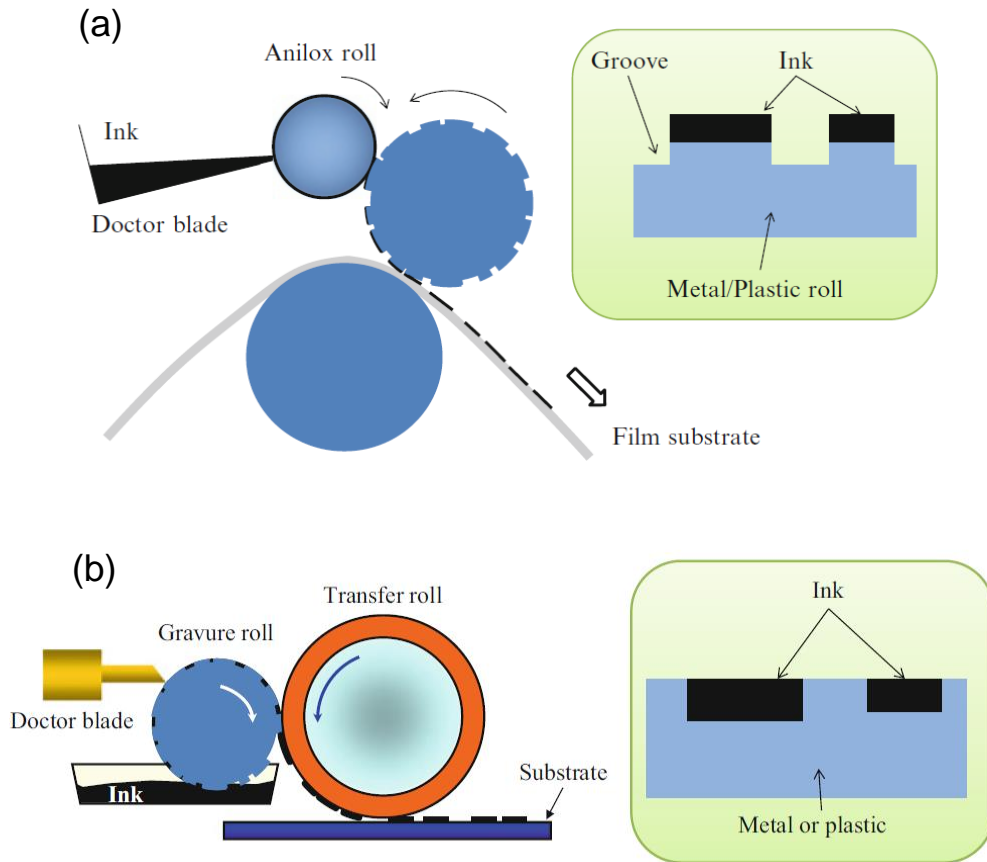 (a)
Anilox roll
Ink
Doctor blade
Film substrate
Groove
Ink
Metal/Plastic roll
(b)
Transfer roll
Gravure roll
Doctor blade
Ink
Substrate
Ink
Metal or plastic